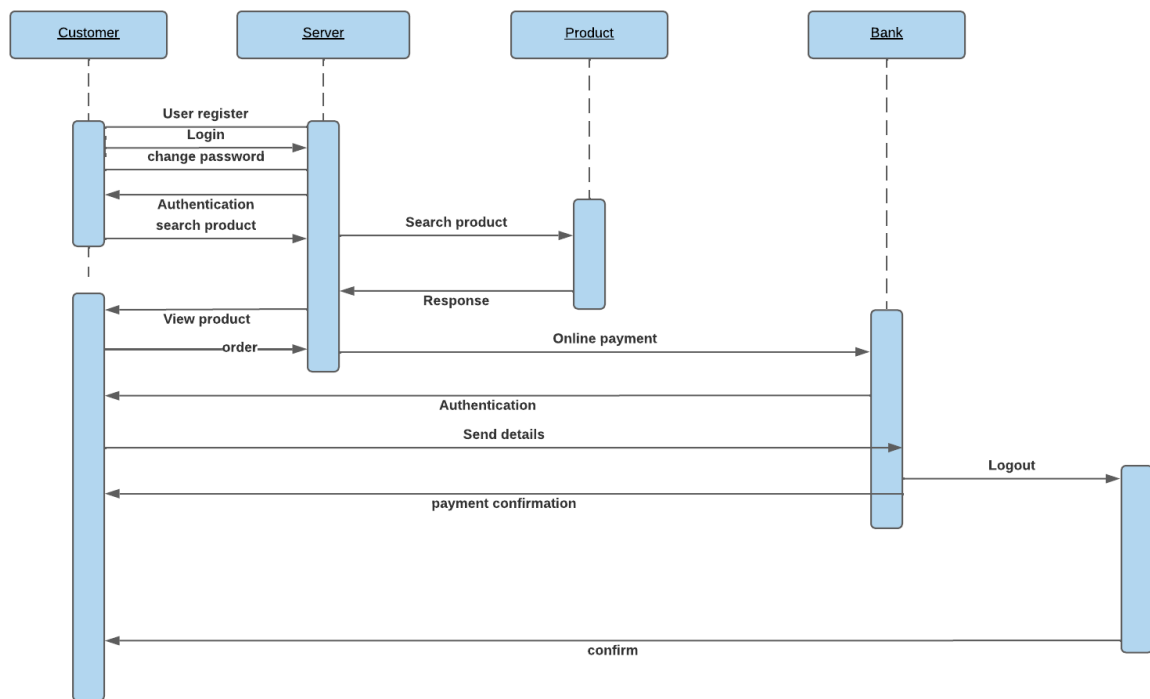 Customer
Server
Product
Bank
User register
Login
change password
Authentication
search product
Search product
Response
View product
order
Online payment
Authentication
Send details
Logout
payment confirmation
confirm